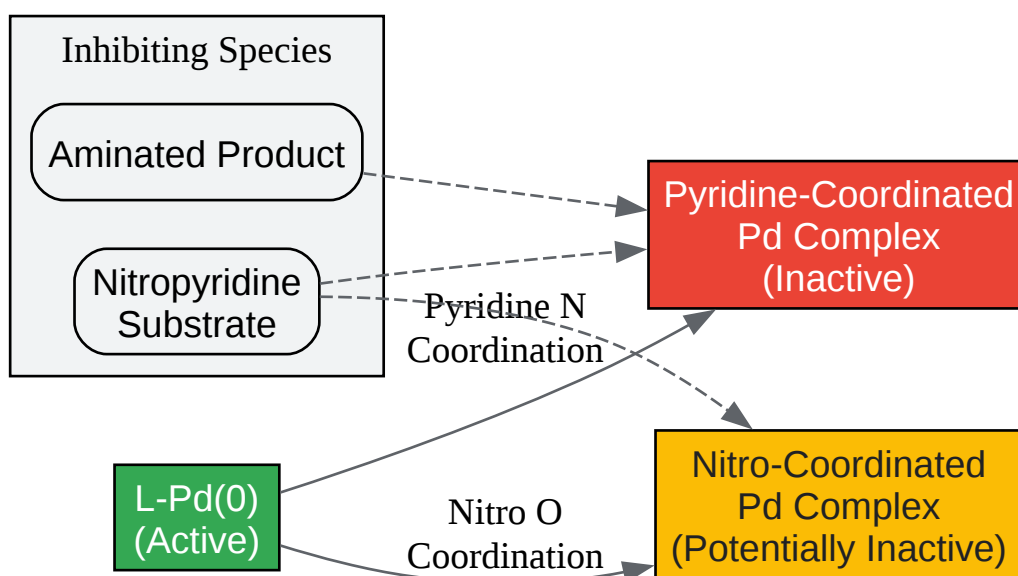 Inhibiting Species
Aminated Product
Nitropyridine
Substrate
Pyridine-Coordinated
Pd Complex
(Inactive)
Pyridine N
Coordination
L-Pd(0)
(Active)
Nitro O
Coordination
Nitro-Coordinated
Pd Complex
(Potentially Inactive)